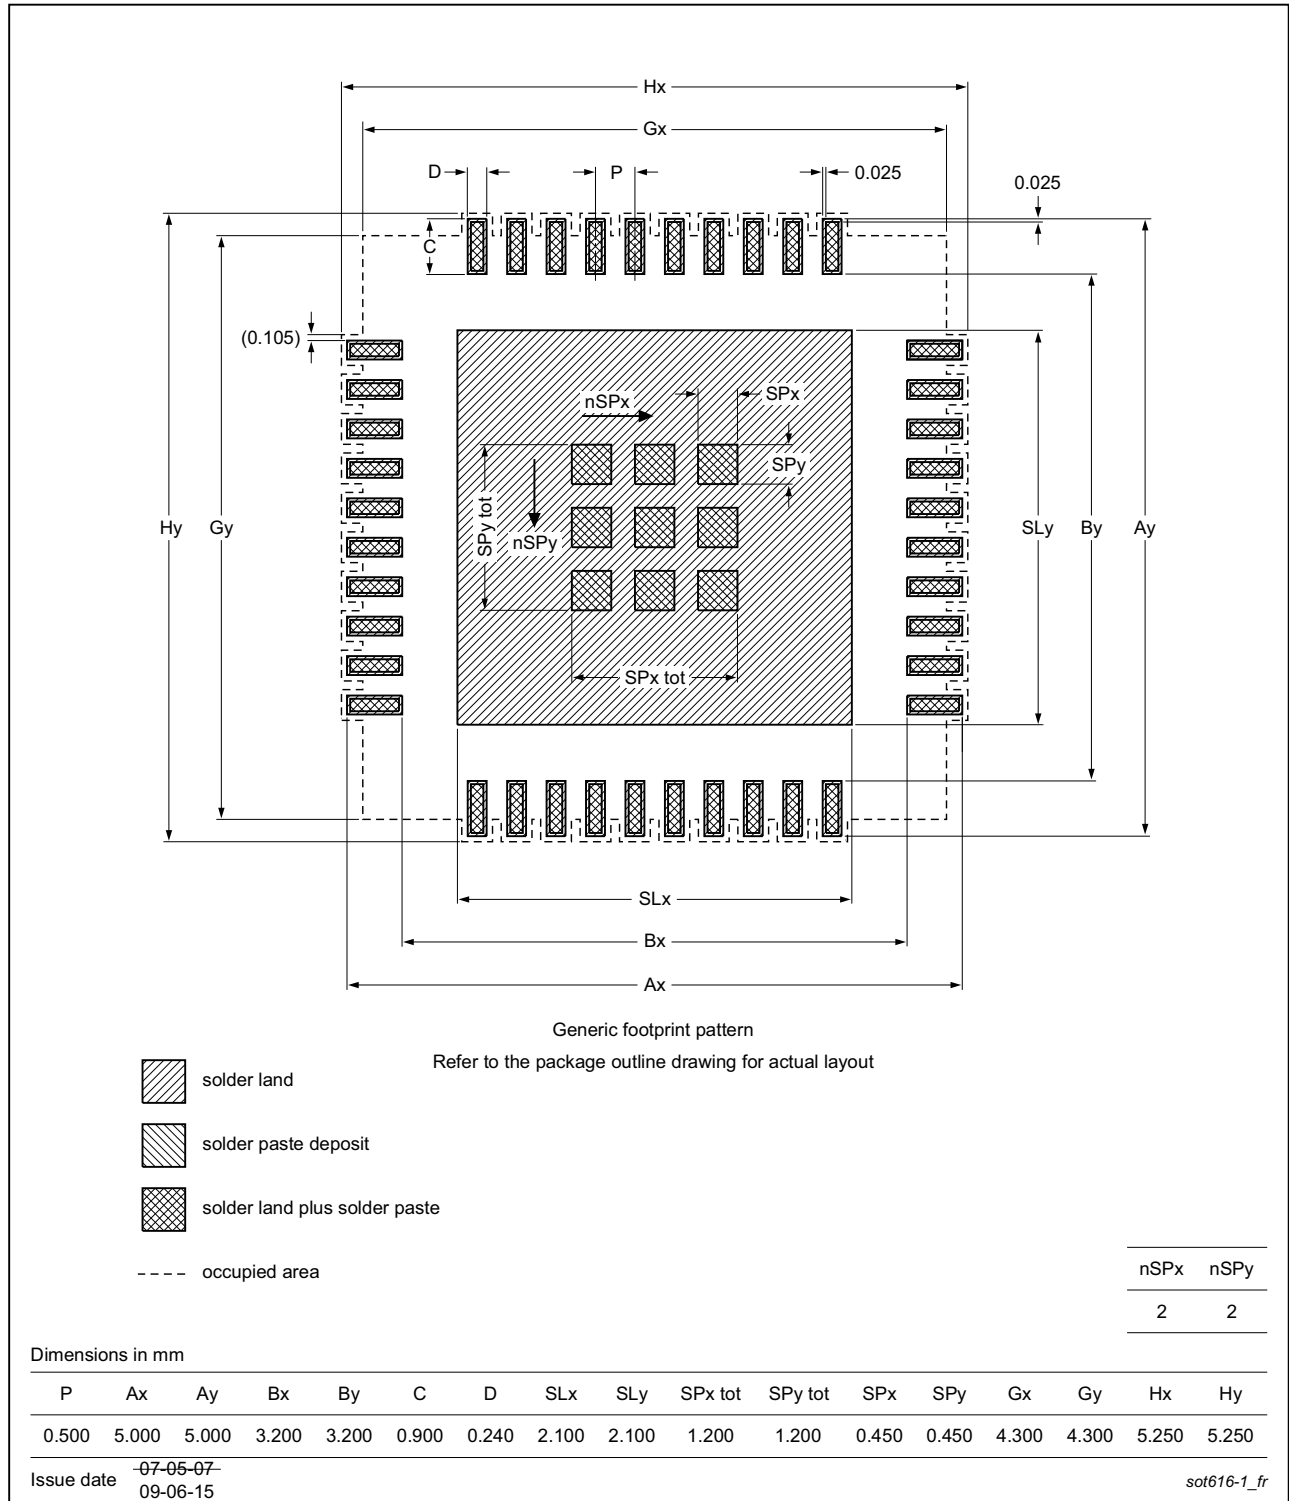 Hx
Gx
D
P
0.025
0.025
C
(0.105)
nSPx
SPx
SPy
SPy tot
nSPy
Hy
Gy
SLy
By
Ay
SPx tot
SLx
Bx
Ax
Generic footprint pattern
Refer to the package outline drawing for actual layout
solder land
solder paste deposit
solder land plus solder paste
occupied area
nSPx nSPy
2 2
Dimensions in mm
P Ax Ay Bx By C D SLx SLy SPx tot SPy tot SPx SPy Gx Gy Hx Hy
0.500 5.000 5.000 3.200 3.200 0.900 0.240 2.100 2.100 1.200 1.200 0.450 0.450 4.300 4.300 5.250 5.250
Issue date 07-05-07
09-06-15
sot616-1_fr